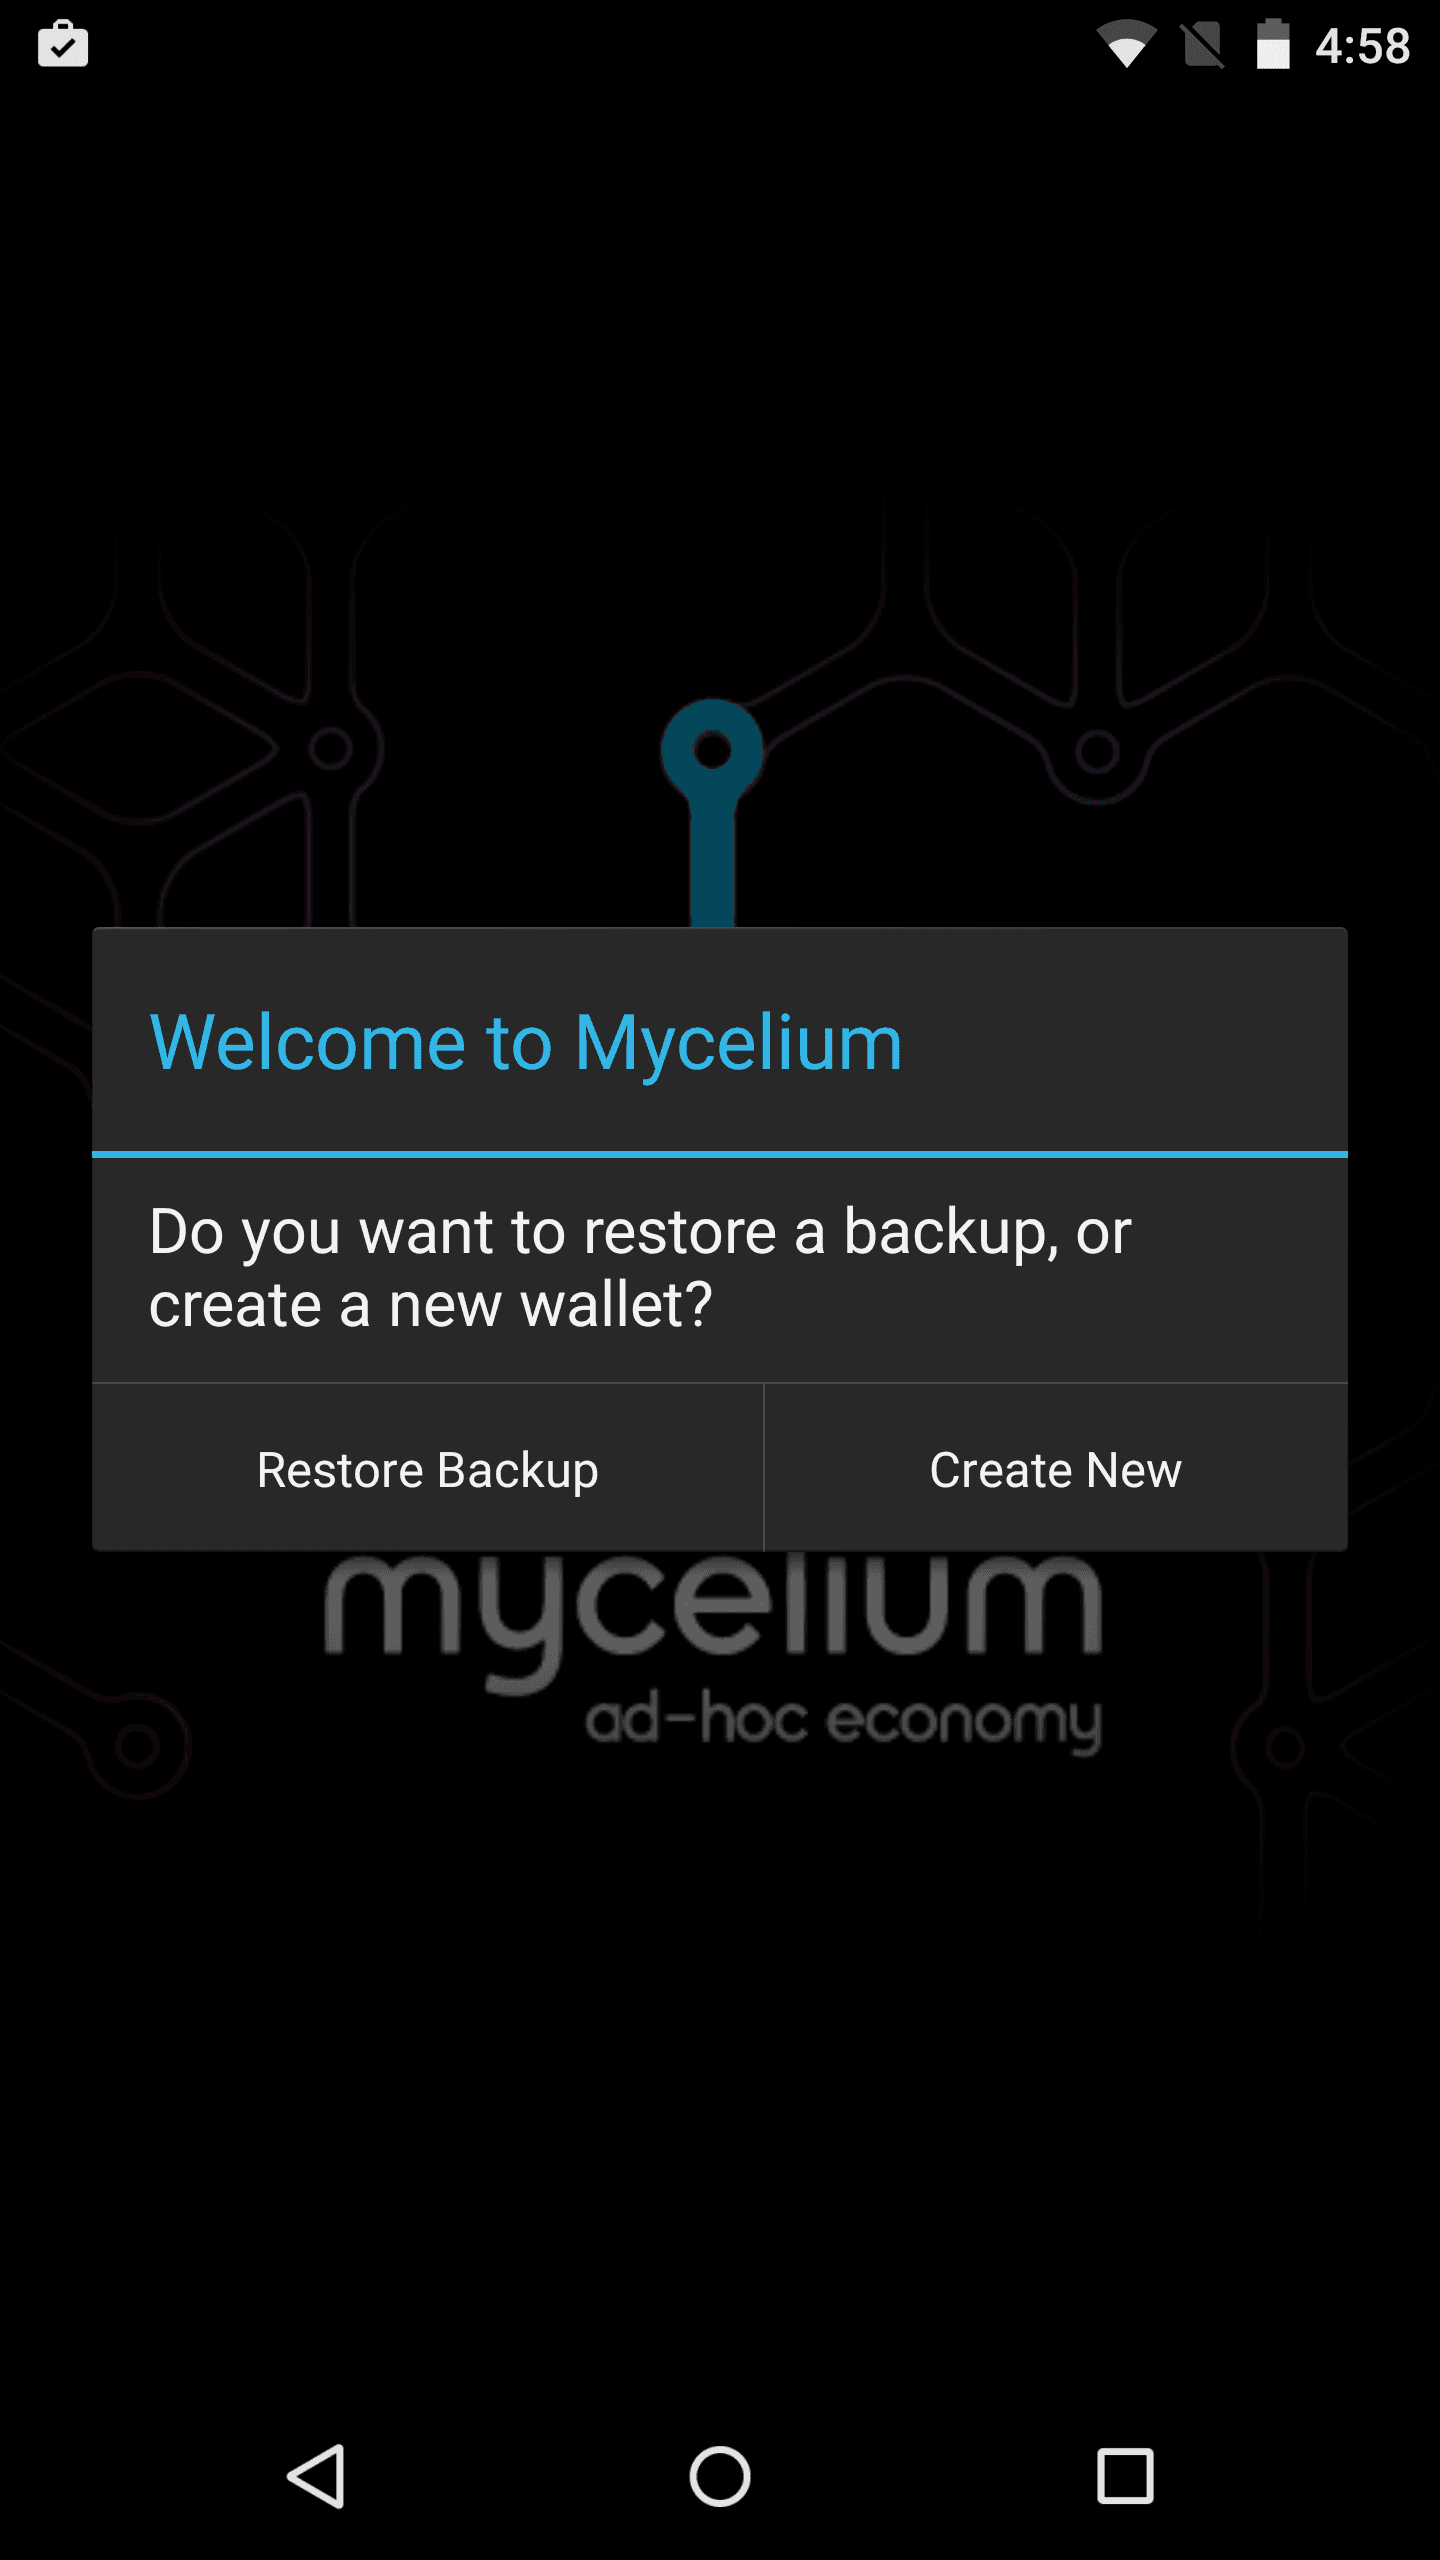 4:58
Welcome to Mycelium
Do you want to restore a backup, or
create a new wallet?
Restore Backup
Create New
mycelium
ad-hoc economy